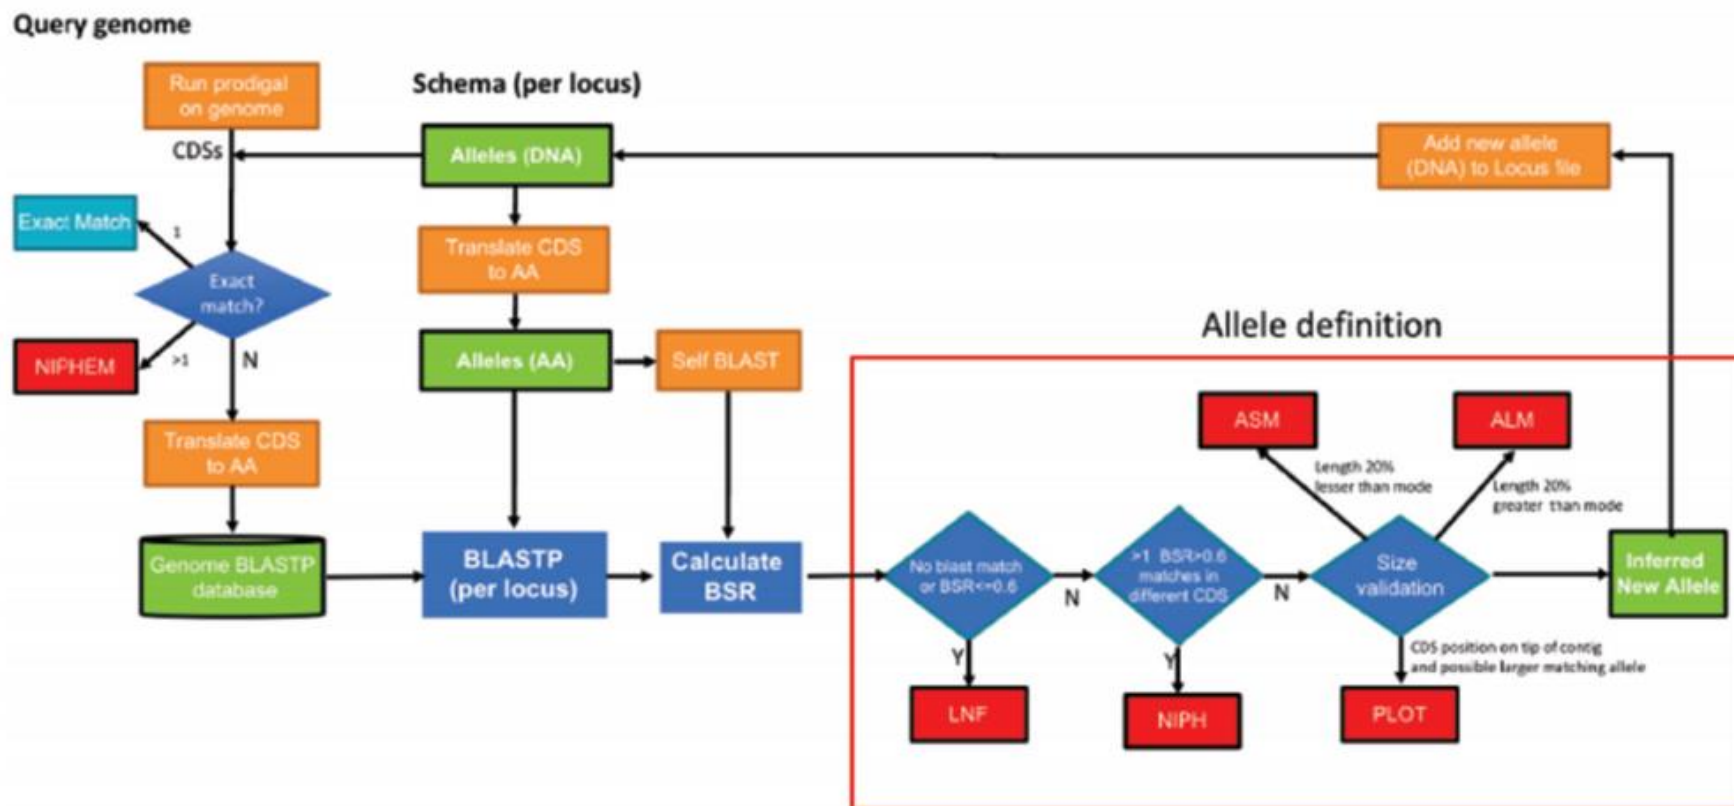 Query genome
Run prodigal
on genome
Schema (per locus)
CDSs
Alleles (DNA)
Add new allele
(DNA) to Locus file
Exact Match
1
Translate CDS
to AA
Exact
match?
Allele definition
NIPHEM
>1
N
Alleles (AA)
Self BLAST
ASM
ALM
Translate CDS
to AA
Length 20%
lesser than mode
Length 20%
greater than mode
Genome BLASTP
database
BLASTP
(per locus)
Calculate
BSR
No blast match
or BSR<=0.6
N
>1 BSR>0.6
matches in
different CDS
N
Size
validation
Inferred
New Allele
Y
Y
CDS position on tip of contig
and possible larger matching allele
LNF
NIPH
PLOT